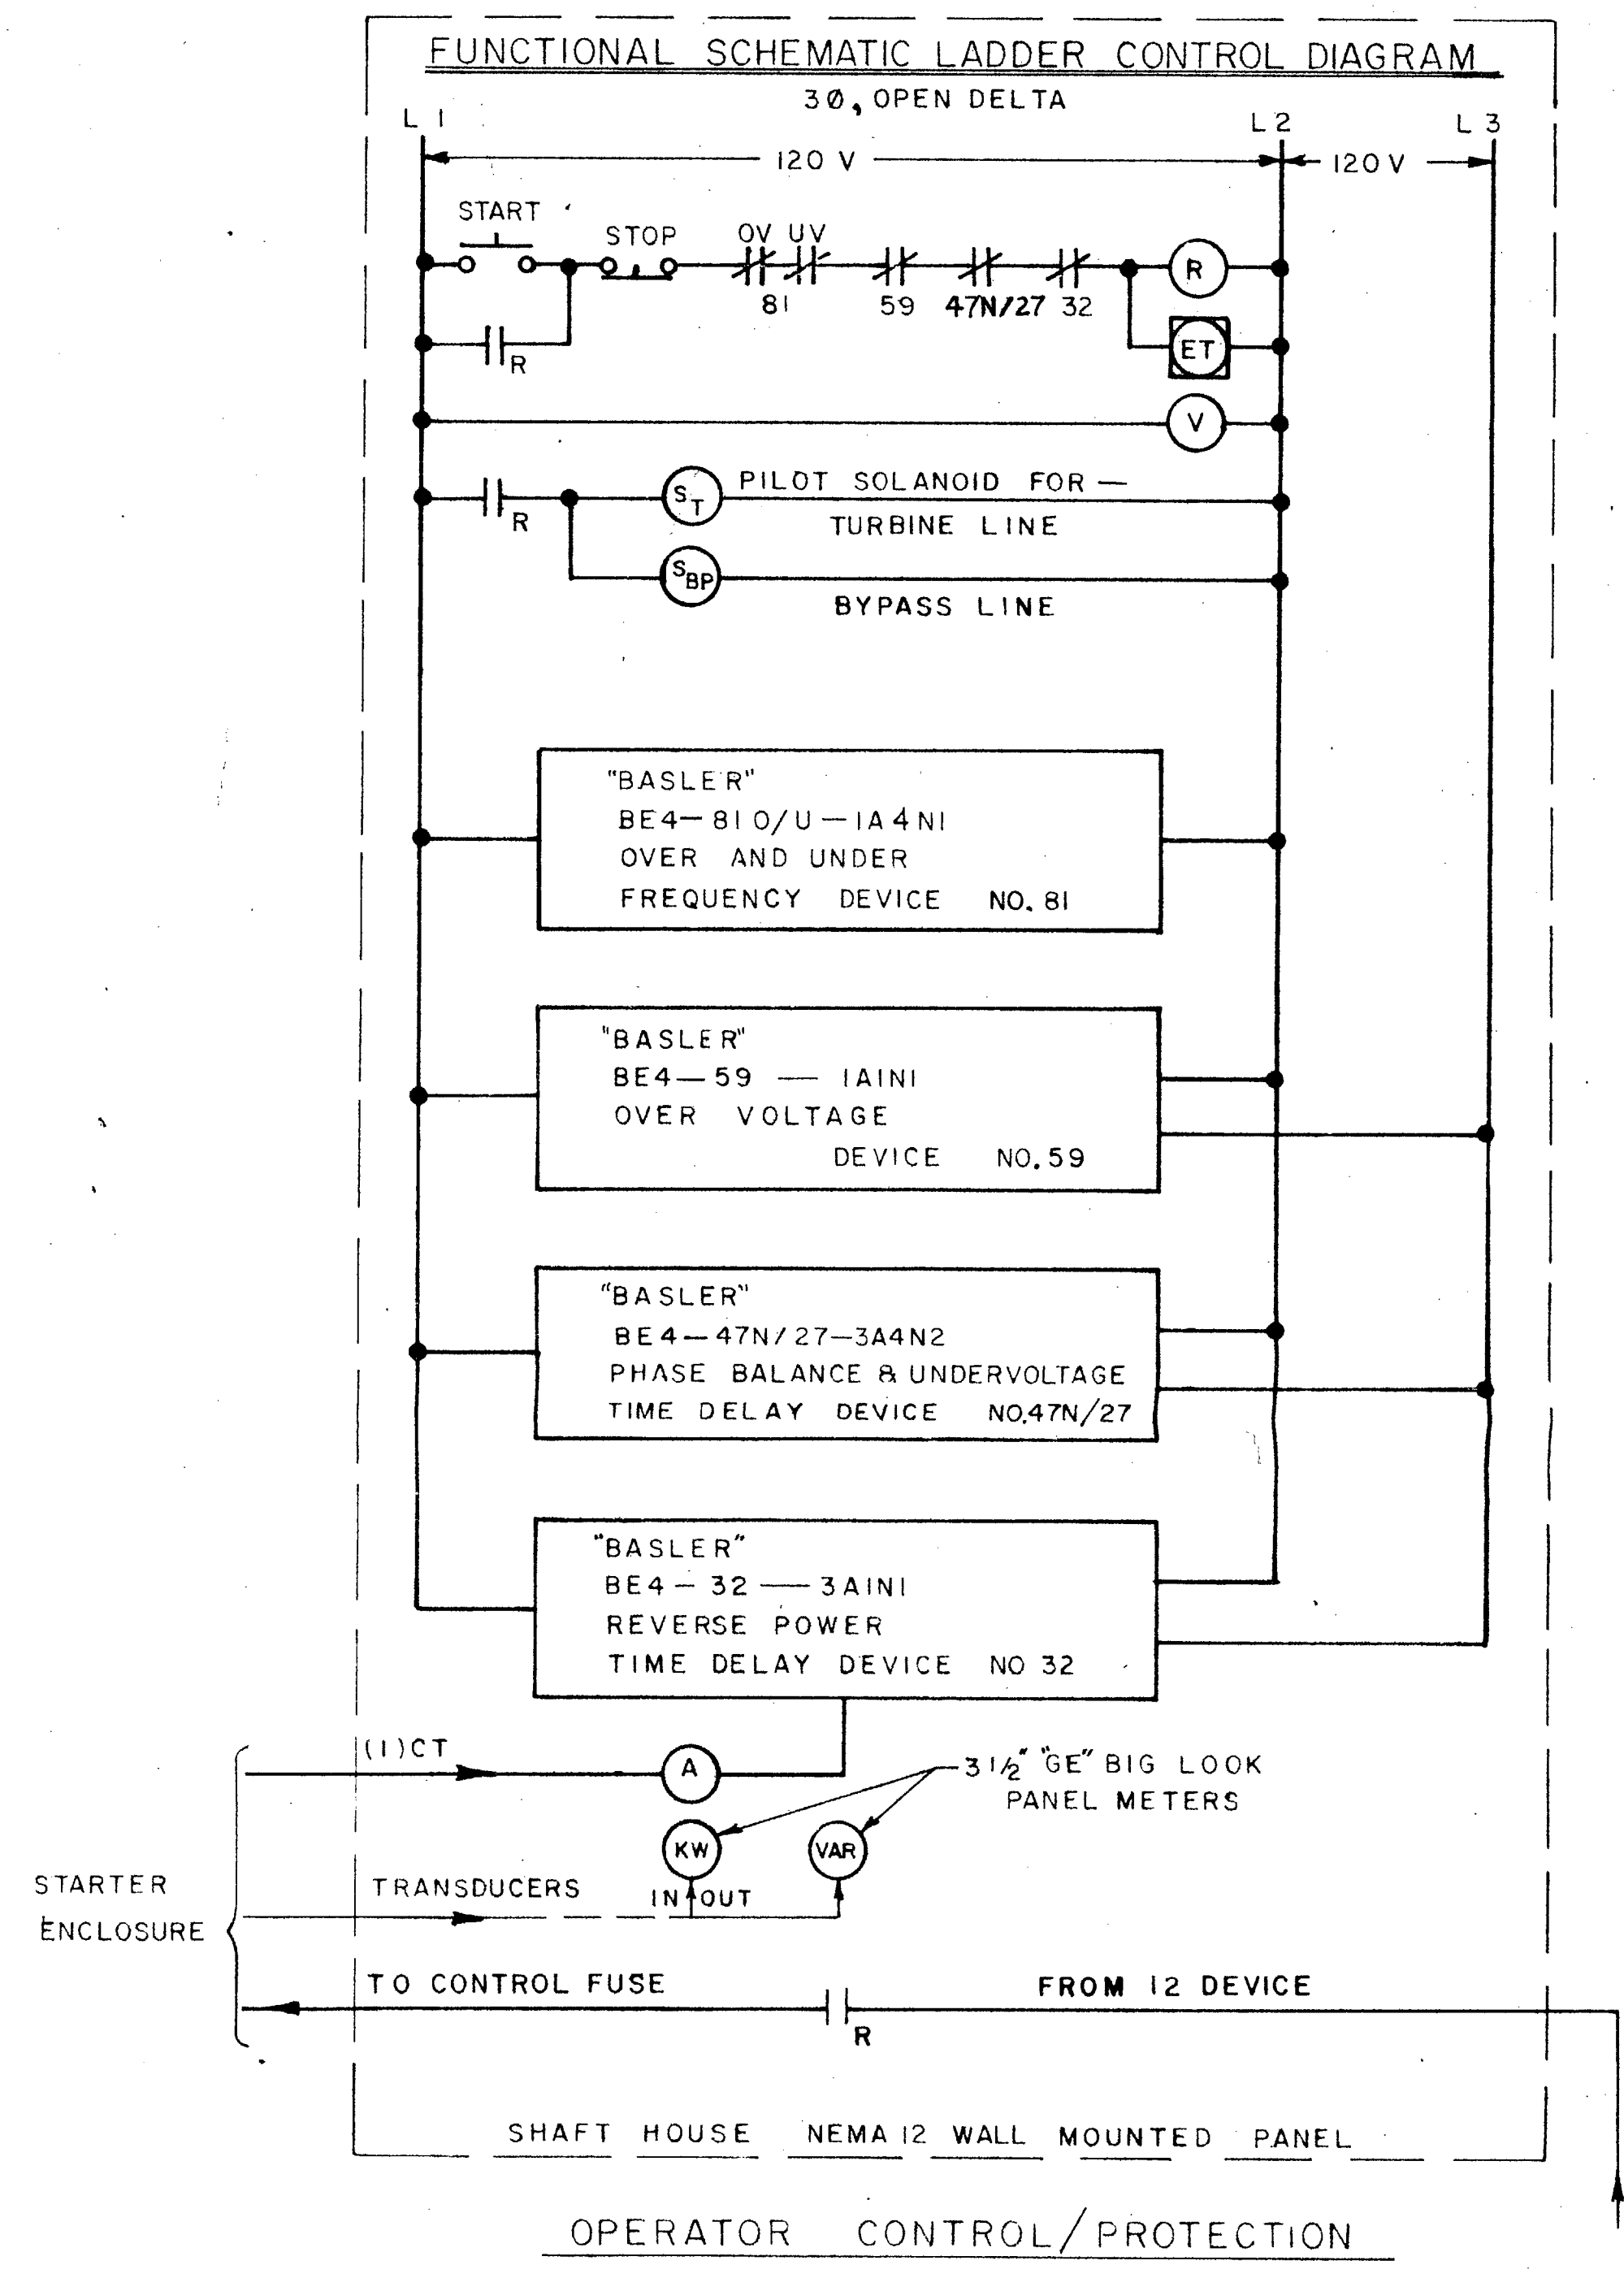 FUNCTIONAL SCHEMATIC LADDER CONTROL DIAGRAM
3Ø, OPEN DELTA
L1 L2 L3
120 V 120 V
START
STOP OV UV
R
81 59 47N/27 32
R ET
V
ST PILOT SOLANOID FOR —
R TURBINE LINE
SBP
BYPASS LINE
"BASLER"
BE4-81 O/U-1A4N1
OVER AND UNDER
FREQUENCY DEVICE NO. 81
"BASLER"
BE4-59 — 1A1N1
OVER VOLTAGE
DEVICE NO. 59
"BASLER"
BE4-47N/27-3A4N2
PHASE BALANCE & UNDERVOLTAGE
TIME DELAY DEVICE NO. 47N/27
"BASLER"
BE4-32 — 3A1N1
REVERSE POWER
TIME DELAY DEVICE NO 32
(1)CT A 3 1/2" "GE" BIG LOOK
PANEL METERS
KW VAR
STARTER
ENCLOSURE
TRANSDUCERS IN OUT
TO CONTROL FUSE FROM 12 DEVICE
R
SHAFT HOUSE NEMA 12 WALL MOUNTED PANEL
OPERATOR CONTROL/PROTECTION